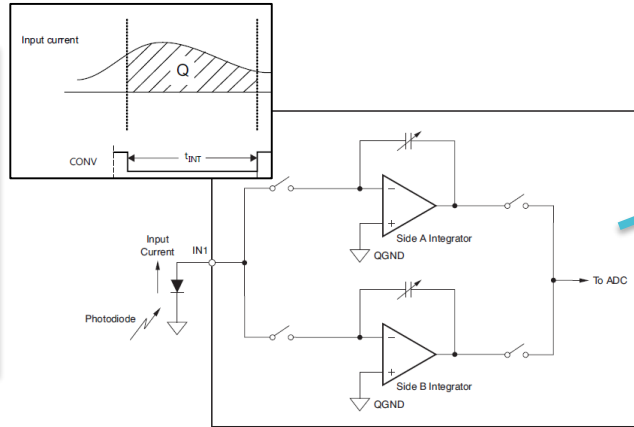 Input current
Q
tINT
CONV
Side A Integrator
QGND
Input
Current
IN1
To ADC
Photodiode
Side B Integrator
QGND